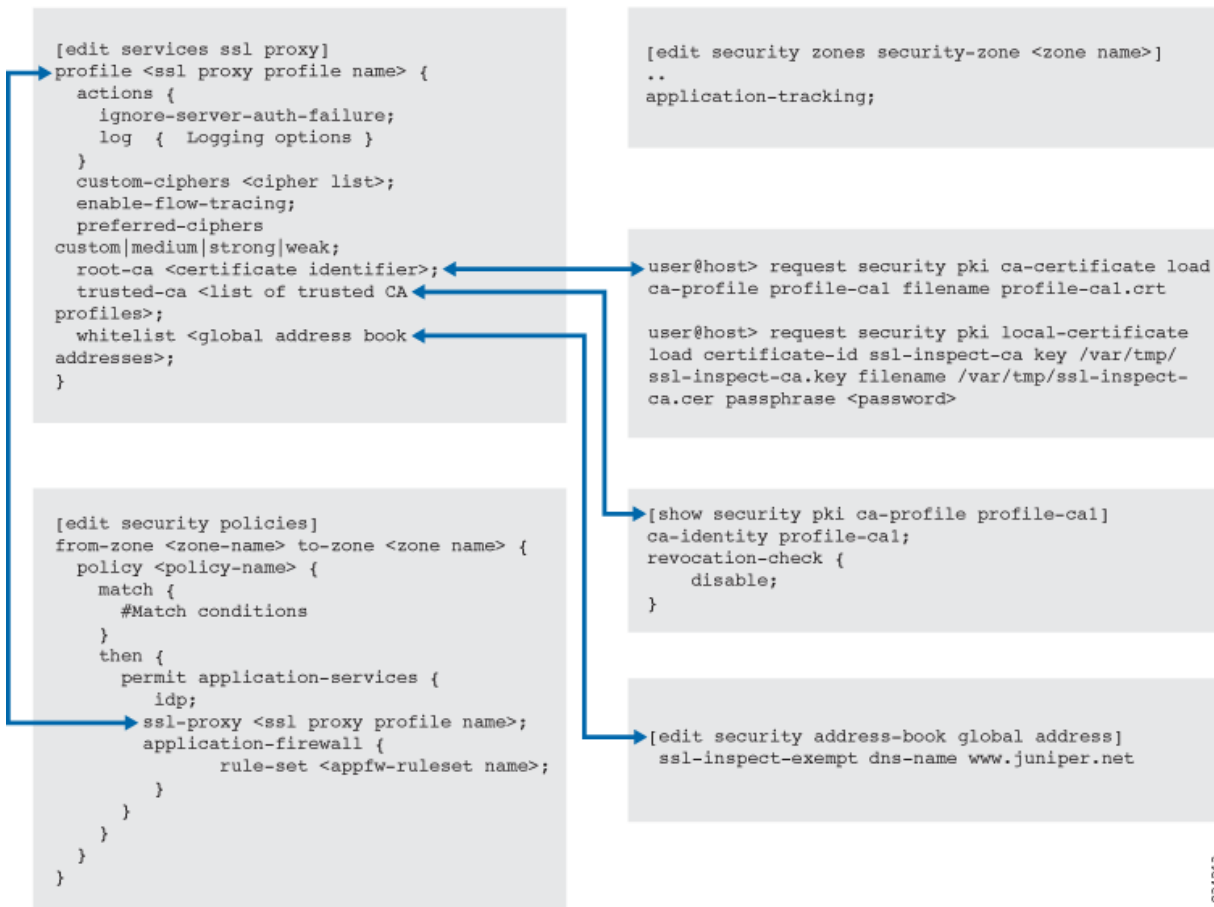 [edit services ssl proxy]
profile <ssl proxy profile name> {
actions {
ignore-server-auth-failure;
log { Logging options }
}
custom-ciphers <cipher list>;
enable-flow-tracing;
preferred-ciphers
custom|medium|strong|weak;
root-ca <certificate identifier>;
trusted-ca <list of trusted CA
profiles>;
whitelist <global address book
addresses>;
}
[edit security policies]
from-zone <zone-name> to-zone <zone name> {
policy <policy-name> {
match {
#Match conditions
}
then {
permit application-services {
idp;
ssl-proxy <ssl proxy profile name>;
application-firewall {
rule-set <appfw-ruleset name>;
}
}
}
}
}
[edit security zones security-zone <zone name>]
..
application-tracking;
user@host> request security pki ca-certificate load
ca-profile profile-ca1 filename profile-ca1.crt
user@host> request security pki local-certificate
load certificate-id ssl-inspect-ca key /var/tmp/
ssl-inspect-ca.key filename /var/tmp/ssl-inspect-
ca.cer passphrase <password>
[show security pki ca-profile profile-ca1]
ca-identity profile-ca1;
revocation-check {
disable;
}
[edit security address-book global address]
ssl-inspect-exempt dns-name www.juniper.net